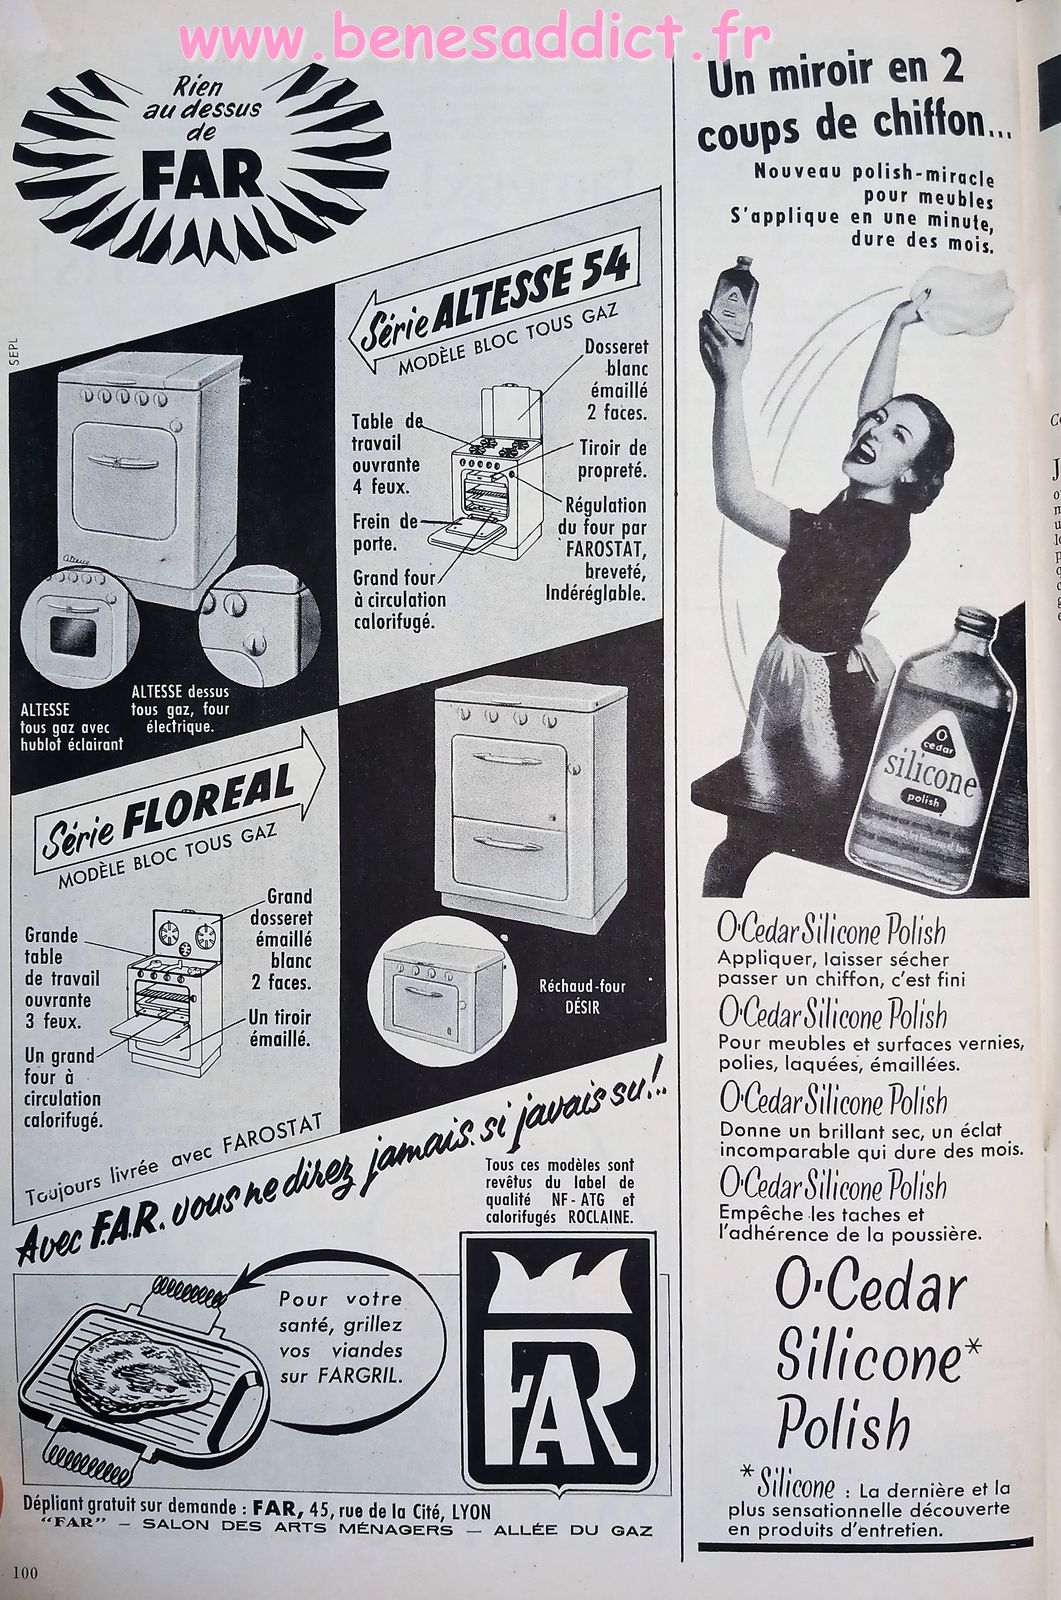 www.benesaddict.fr
Rien
au dessus
de
FAR
SEPL
Série ALTESSE 54
MODÈLE BLOC TOUS GAZ
Dosseret
blanc
émaillé
2 faces.
Table de
travail
ouvrante
4 feux.
Tiroir de
propreté.
Frein de
porte.
Régulation
du four par
FAROSTAT,
breveté,
Indéréglable.
Grand four
à circulation
calorifugé.
ALTESSE
tous gaz avec
hublot éclairant
ALTESSE dessus
tous gaz, four
électrique.
Série FLOREAL
MODÈLE BLOC TOUS GAZ
Grand
dosseret
émaillé
blanc
2 faces.
Grande
table
de travail
ouvrante
3 feux.
Un tiroir
émaillé.
Un grand
four à
circulation
calorifugé.
Réchaud-four
DÉSIR
Toujours livrée avec FAROSTAT
Avec F.A.R. vous ne direz jamais. si j'avais su!..
Tous ces modèles sont
revêtus du label de
qualité NF-ATG et
calorifugés ROCLAINE.
Pour votre
santé, grillez
vos viandes
sur FARGRIL.
FAR
Dépliant gratuit sur demande : FAR, 45, rue de la Cité, LYON
"FAR" — SALON DES ARTS MÉNAGERS — ALLÉE DU GAZ
100
Un miroir en 2
coups de chiffon...
Nouveau polish-miracle
pour meubles
S'applique en une minute,
dure des mois.
O
cedar
silicone
polish
O·Cedar Silicone Polish
Appliquer, laisser sécher
passer un chiffon, c'est fini
O·Cedar Silicone Polish
Pour meubles et surfaces vernies,
polies, laquées, émaillées.
O·Cedar Silicone Polish
Donne un brillant sec, un éclat
incomparable qui dure des mois.
O·Cedar Silicone Polish
Empêche les taches et
l'adhérence de la poussière.
O·Cedar
Silicone*
Polish
*Silicone : La dernière et la
plus sensationnelle découverte
en produits d'entretien.